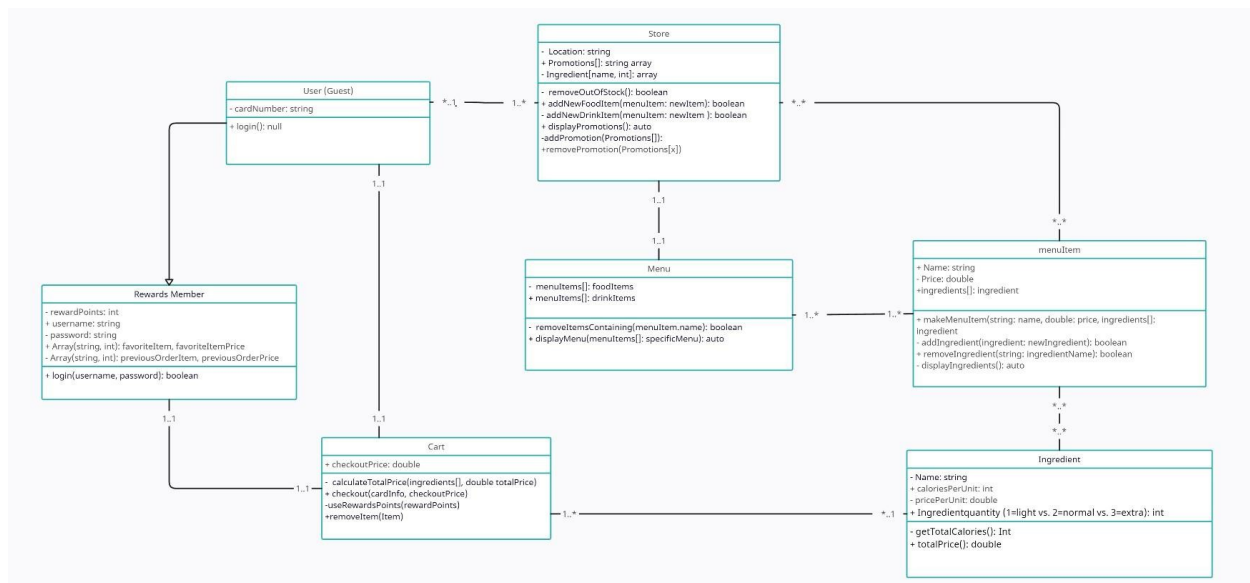 Store
- Location: string
+ Promotions[]: string array
- Ingredient[name, int]: array
- removeOutOfStock(): boolean
+ addNewFoodItem(menuItem: newItem): boolean
- addNewDrinkItem(menuItem: newItem ): boolean
+ displayPromotions(): auto
-addPromotion(Promotions[]):
+removePromotion(Promotions[x])
User (Guest)
- cardNumber: string
+ login(): null
*..1,
1..*
*..*
1..1
1..1
1..1
*..*
menuItem
+ Name: string
- Price: double
+ingredients[]: ingredient
+ makeMenuItem(string: name, double: price, ingredients[]:
ingredient
- addIngredient(ingredient: newIngredient): boolean
+ removeIngredient(string: ingredientName): boolean
- displayIngredients(): auto
Menu
- menuItems[]: foodItems
+ menuItems[]: drinkItems
- removeItemsContaining(menuItem.name): boolean
+ displayMenu(menuItems[]: specificMenu): auto
1..*
1..*
Rewards Member
- rewardPoints: int
+ username: string
- password: string
+ Array(string, int): favoriteItem, favoriteItemPrice
- Array(string, int): previousOrderItem, previousOrderPrice
+ login(username, password): boolean
1..1
1..1
*..*
*..*
Cart
+ checkoutPrice: double
- calculateTotalPrice(ingredients[], double totalPrice)
+ checkout(cardInfo, checkoutPrice)
-useRewardsPoints(rewardPoints)
+removeItem(Item)
1..1
1..*
*..1
Ingredient
- Name: string
+ caloriesPerUnit: int
- pricePerUnit: double
+ Ingredientquantity (1=light vs. 2=normal vs. 3=extra): int
- getTotalCalories(): Int
+ totalPrice(): double